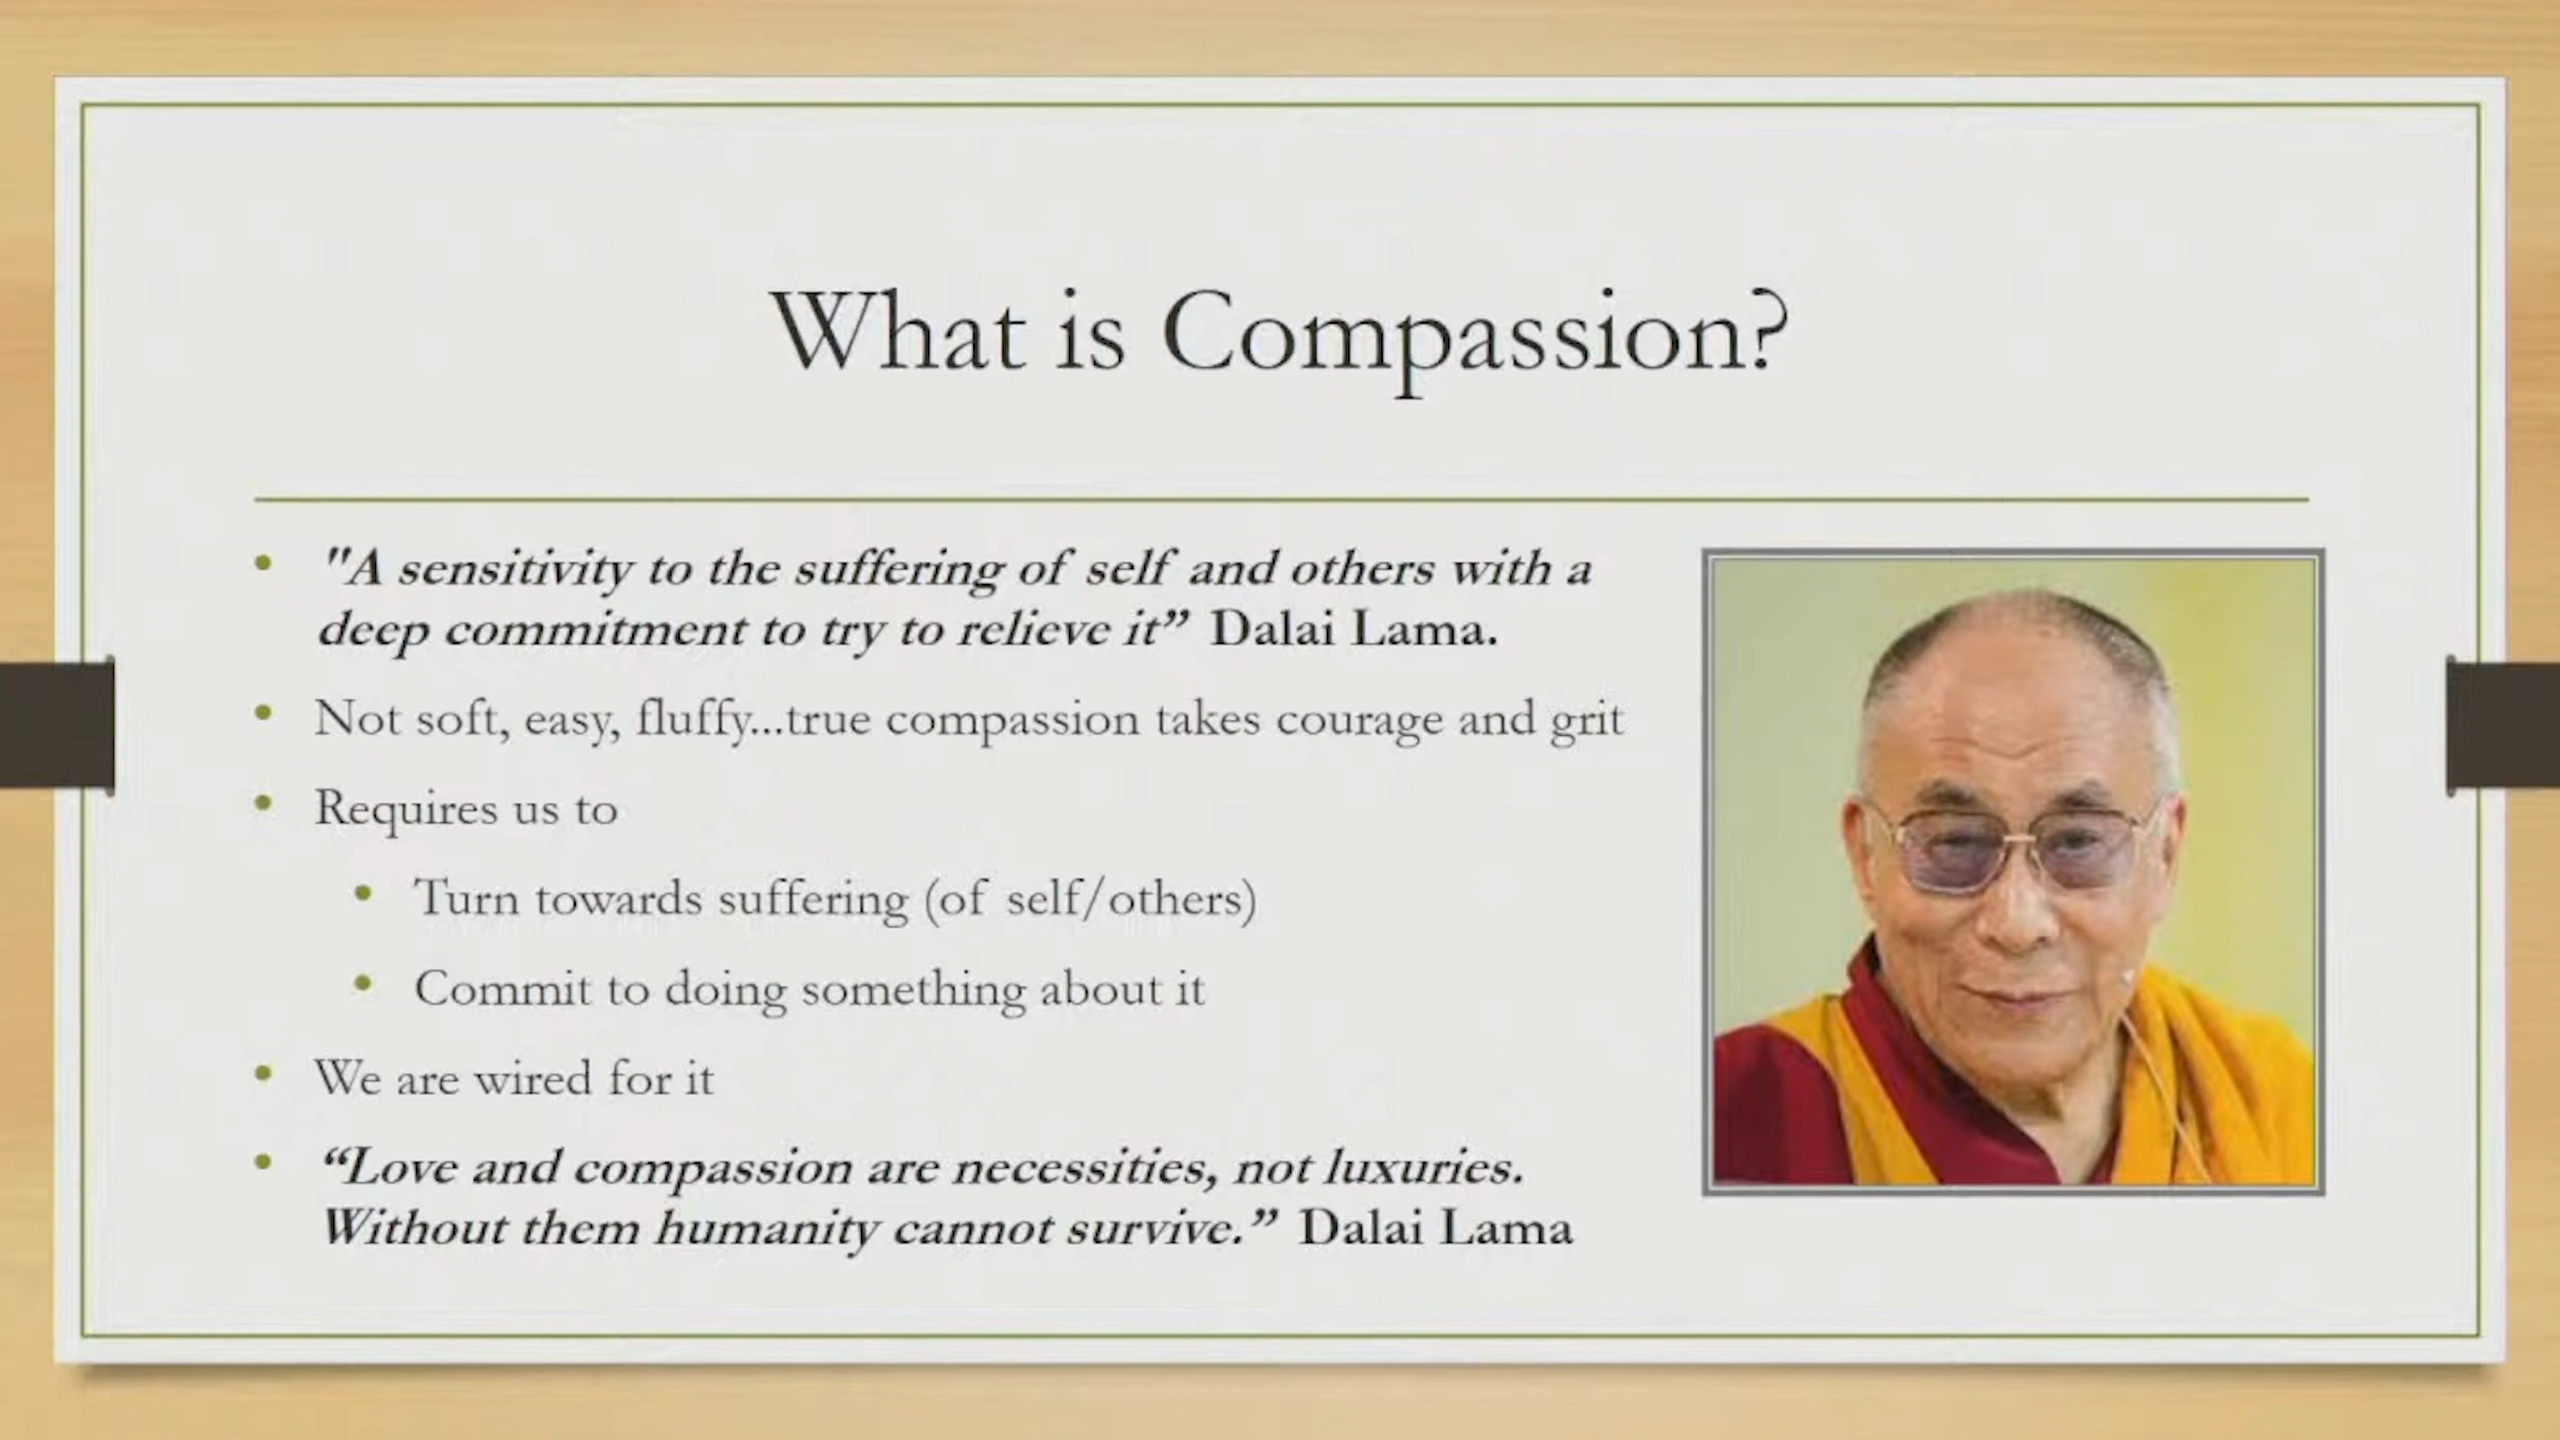 What is Compassion?
"A sensitivity to the suffering of self and others with a
deep commitment to try to relieve it” Dalai Lama.
Not soft, easy, fluffy...true compassion takes courage and grit
Requires us to
Turn towards suffering (of self/others)
Commit to doing something about it
We are wired for it
“Love and compassion are necessities, not luxuries.
Without them humanity cannot survive.” Dalai Lama